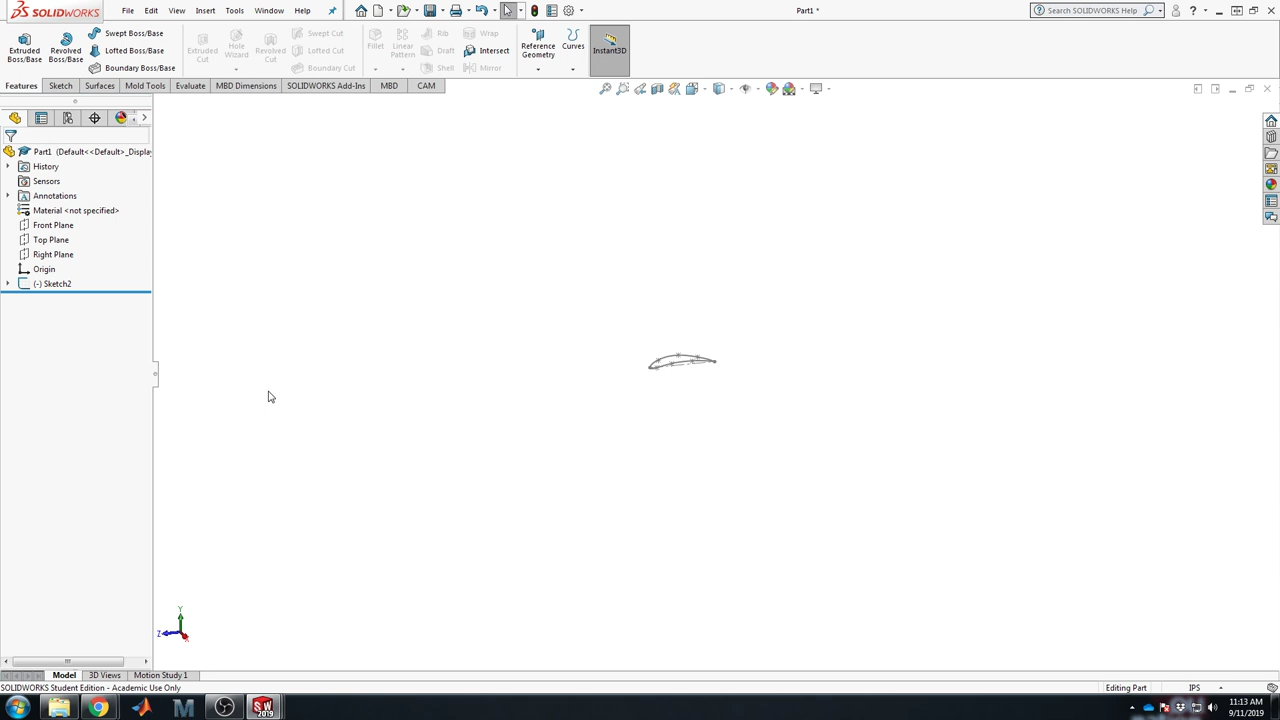 SOLIDWORKS File Edit View Insert Tools Window Help Part1 * Search SOLIDWORKS Help
Extruded Boss/Base Revolved Boss/Base Swept Boss/Base Lofted Boss/Base Boundary Boss/Base Extruded Cut Hole Wizard Revolved Cut Swept Cut Lofted Cut Boundary Cut Fillet Linear Pattern Rib Draft Shell Wrap Intersect Mirror Reference Geometry Curves Instant3D
Features Sketch Surfaces Mold Tools Evaluate MBD Dimensions SOLIDWORKS Add-Ins MBD CAM
Part1 (Default<<Default>_Displa
History
Sensors
Annotations
Material <not specified>
Front Plane
Top Plane
Right Plane
Origin
(-) Sketch2
Y
Z
X
Model 3D Views Motion Study 1
SOLIDWORKS Student Edition - Academic Use Only Editing Part IPS
SW 2019 11:13 AM
9/11/2019